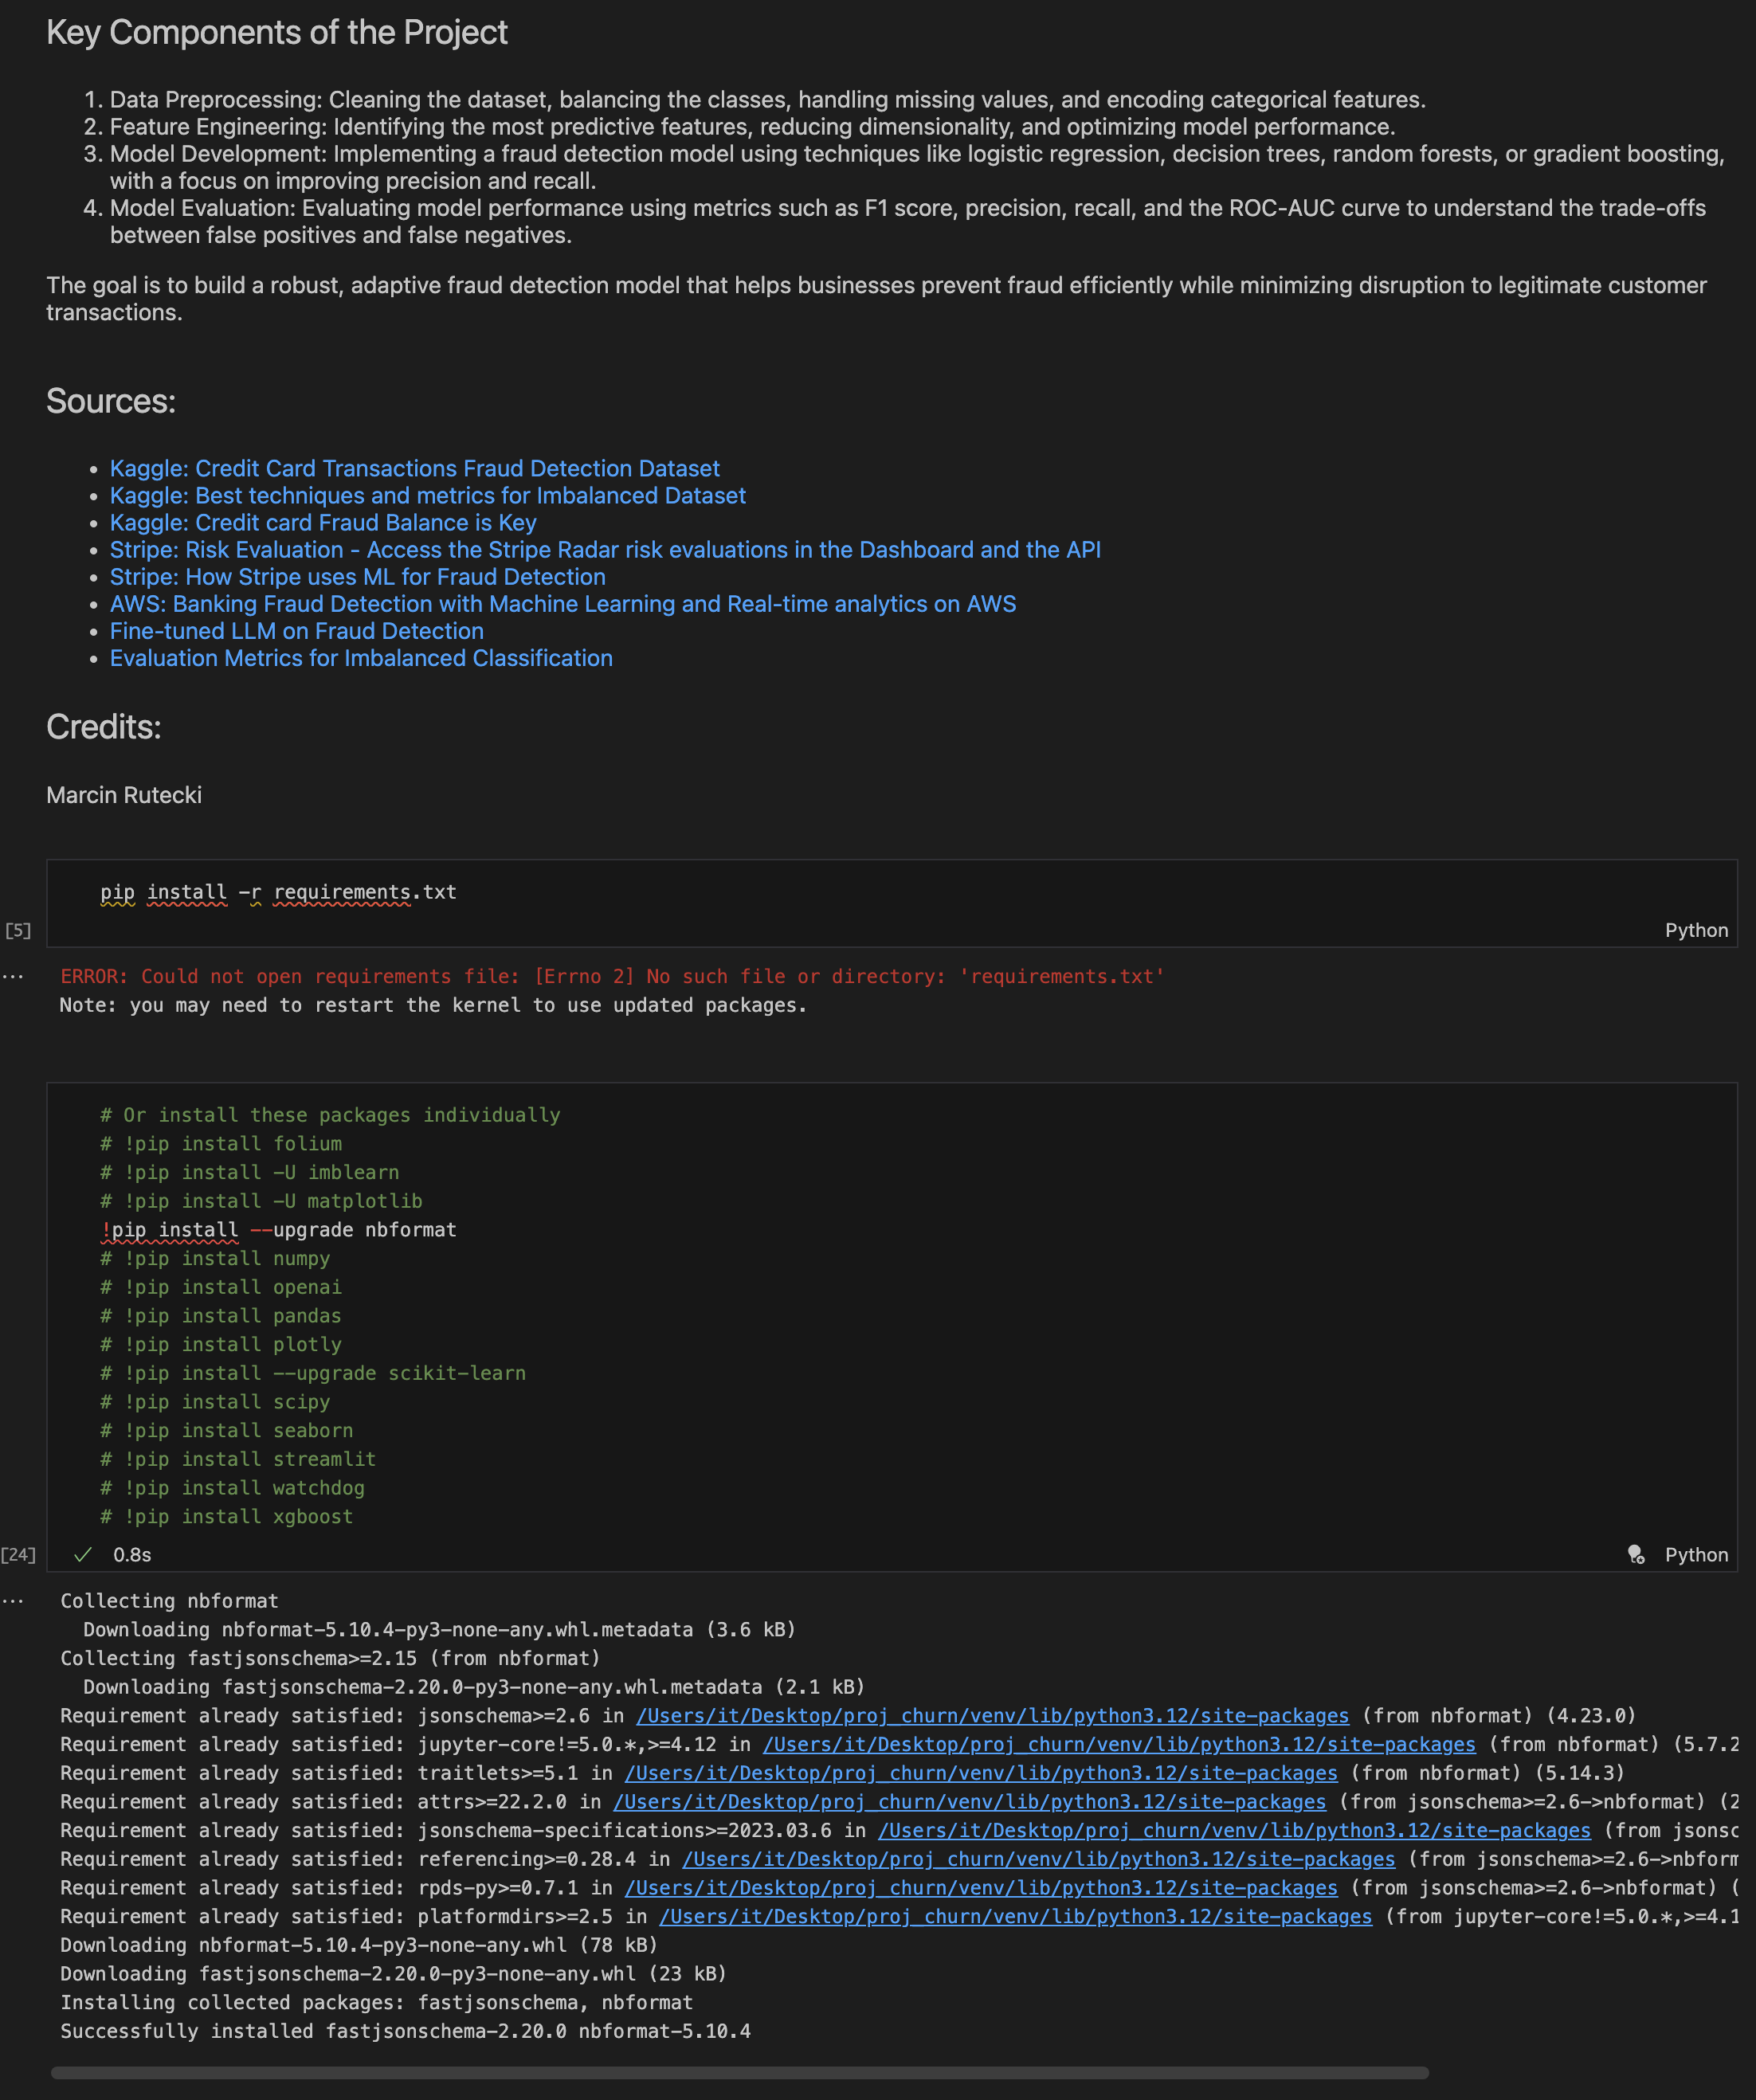 Key Components of the Project
1. Data Preprocessing: Cleaning the dataset, balancing the classes, handling missing values, and encoding categorical features.
2. Feature Engineering: Identifying the most predictive features, reducing dimensionality, and optimizing model performance.
3. Model Development: Implementing a fraud detection model using techniques like logistic regression, decision trees, random forests, or gradient boosting,
with a focus on improving precision and recall.
4. Model Evaluation: Evaluating model performance using metrics such as F1 score, precision, recall, and the ROC-AUC curve to understand the trade-offs
between false positives and false negatives.
The goal is to build a robust, adaptive fraud detection model that helps businesses prevent fraud efficiently while minimizing disruption to legitimate customer
transactions.
Sources:
• Kaggle: Credit Card Transactions Fraud Detection Dataset
• Kaggle: Best techniques and metrics for Imbalanced Dataset
• Kaggle: Credit card Fraud Balance is Key
• Stripe: Risk Evaluation - Access the Stripe Radar risk evaluations in the Dashboard and the API
• Stripe: How Stripe uses ML for Fraud Detection
• AWS: Banking Fraud Detection with Machine Learning and Real-time analytics on AWS
• Fine-tuned LLM on Fraud Detection
• Evaluation Metrics for Imbalanced Classification
Credits:
Marcin Rutecki
pip install -r requirements.txt
[5] Python
... ERROR: Could not open requirements file: [Errno 2] No such file or directory: 'requirements.txt'
Note: you may need to restart the kernel to use updated packages.
# Or install these packages individually
# !pip install folium
# !pip install -U imblearn
# !pip install -U matplotlib
!pip install --upgrade nbformat
# !pip install numpy
# !pip install openai
# !pip install pandas
# !pip install plotly
# !pip install --upgrade scikit-learn
# !pip install scipy
# !pip install seaborn
# !pip install streamlit
# !pip install watchdog
# !pip install xgboost
[24] ✓ 0.8s Python
... Collecting nbformat
Downloading nbformat-5.10.4-py3-none-any.whl.metadata (3.6 kB)
Collecting fastjsonschema>=2.15 (from nbformat)
Downloading fastjsonschema-2.20.0-py3-none-any.whl.metadata (2.1 kB)
Requirement already satisfied: jsonschema>=2.6 in /Users/it/Desktop/proj_churn/venv/lib/python3.12/site-packages (from nbformat) (4.23.0)
Requirement already satisfied: jupyter-core!=5.0.*,>=4.12 in /Users/it/Desktop/proj_churn/venv/lib/python3.12/site-packages (from nbformat) (5.7.2
Requirement already satisfied: traitlets>=5.1 in /Users/it/Desktop/proj_churn/venv/lib/python3.12/site-packages (from nbformat) (5.14.3)
Requirement already satisfied: attrs>=22.2.0 in /Users/it/Desktop/proj_churn/venv/lib/python3.12/site-packages (from jsonschema>=2.6->nbformat) (2
Requirement already satisfied: jsonschema-specifications>=2023.03.6 in /Users/it/Desktop/proj_churn/venv/lib/python3.12/site-packages (from jsonsc
Requirement already satisfied: referencing>=0.28.4 in /Users/it/Desktop/proj_churn/venv/lib/python3.12/site-packages (from jsonschema>=2.6->nbform
Requirement already satisfied: rpds-py>=0.7.1 in /Users/it/Desktop/proj_churn/venv/lib/python3.12/site-packages (from jsonschema>=2.6->nbformat) (
Requirement already satisfied: platformdirs>=2.5 in /Users/it/Desktop/proj_churn/venv/lib/python3.12/site-packages (from jupyter-core!=5.0.*,>=4.1
Downloading nbformat-5.10.4-py3-none-any.whl (78 kB)
Downloading fastjsonschema-2.20.0-py3-none-any.whl (23 kB)
Installing collected packages: fastjsonschema, nbformat
Successfully installed fastjsonschema-2.20.0 nbformat-5.10.4